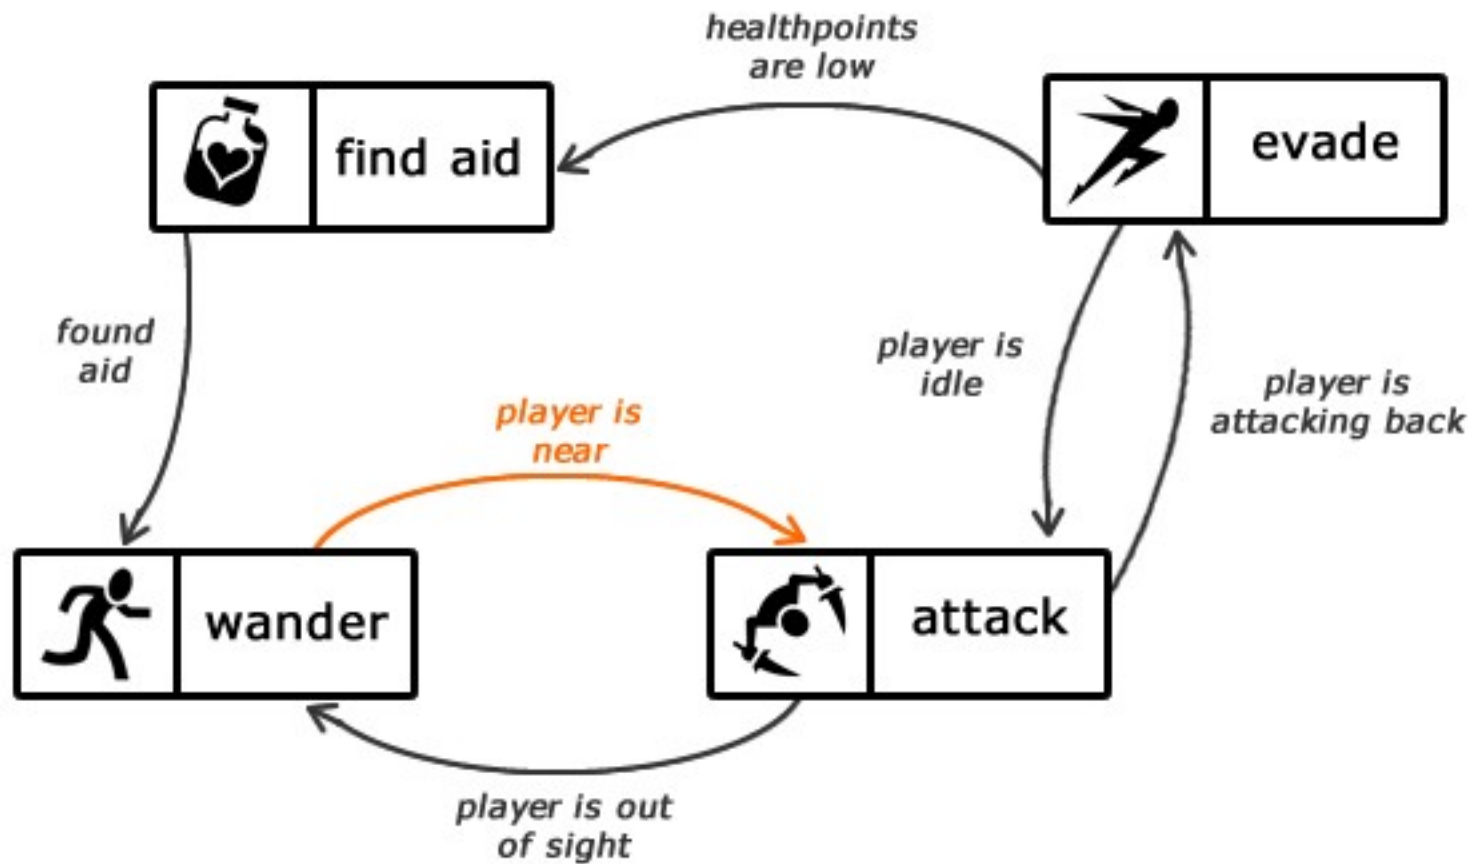 healthpoints
are low
find aid
evade
found
aid
player is
idle
player is
attacking back
player is
near
wander
attack
player is out
of sight